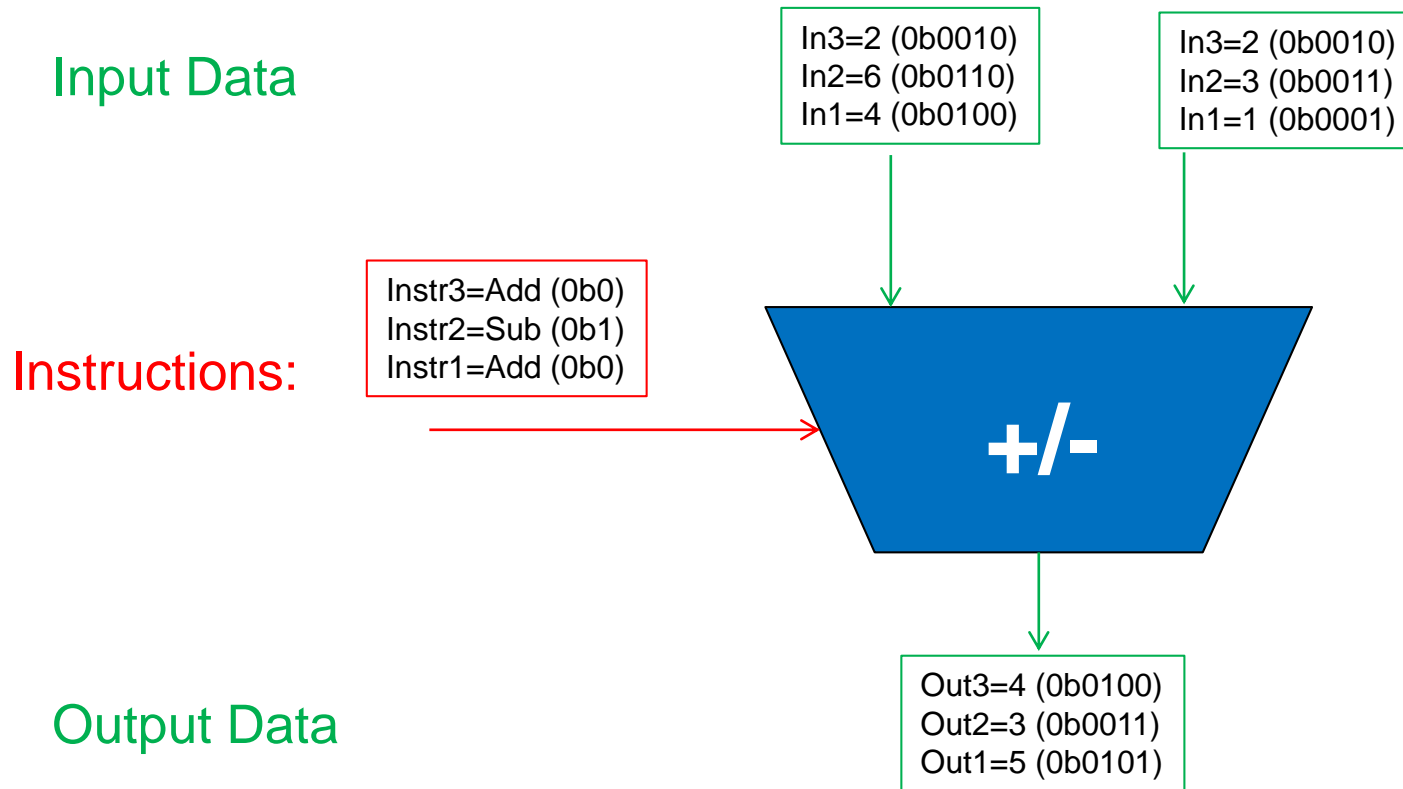 Input Data
In3=2 (0b0010)
In2=6 (0b0110)
In1=4 (0b0100)
In3=2 (0b0010)
In2=3 (0b0011)
In1=1 (0b0001)
Instructions:
Instr3=Add (0b0)
Instr2=Sub (0b1)
Instr1=Add (0b0)
+/-
Output Data
Out3=4 (0b0100)
Out2=3 (0b0011)
Out1=5 (0b0101)